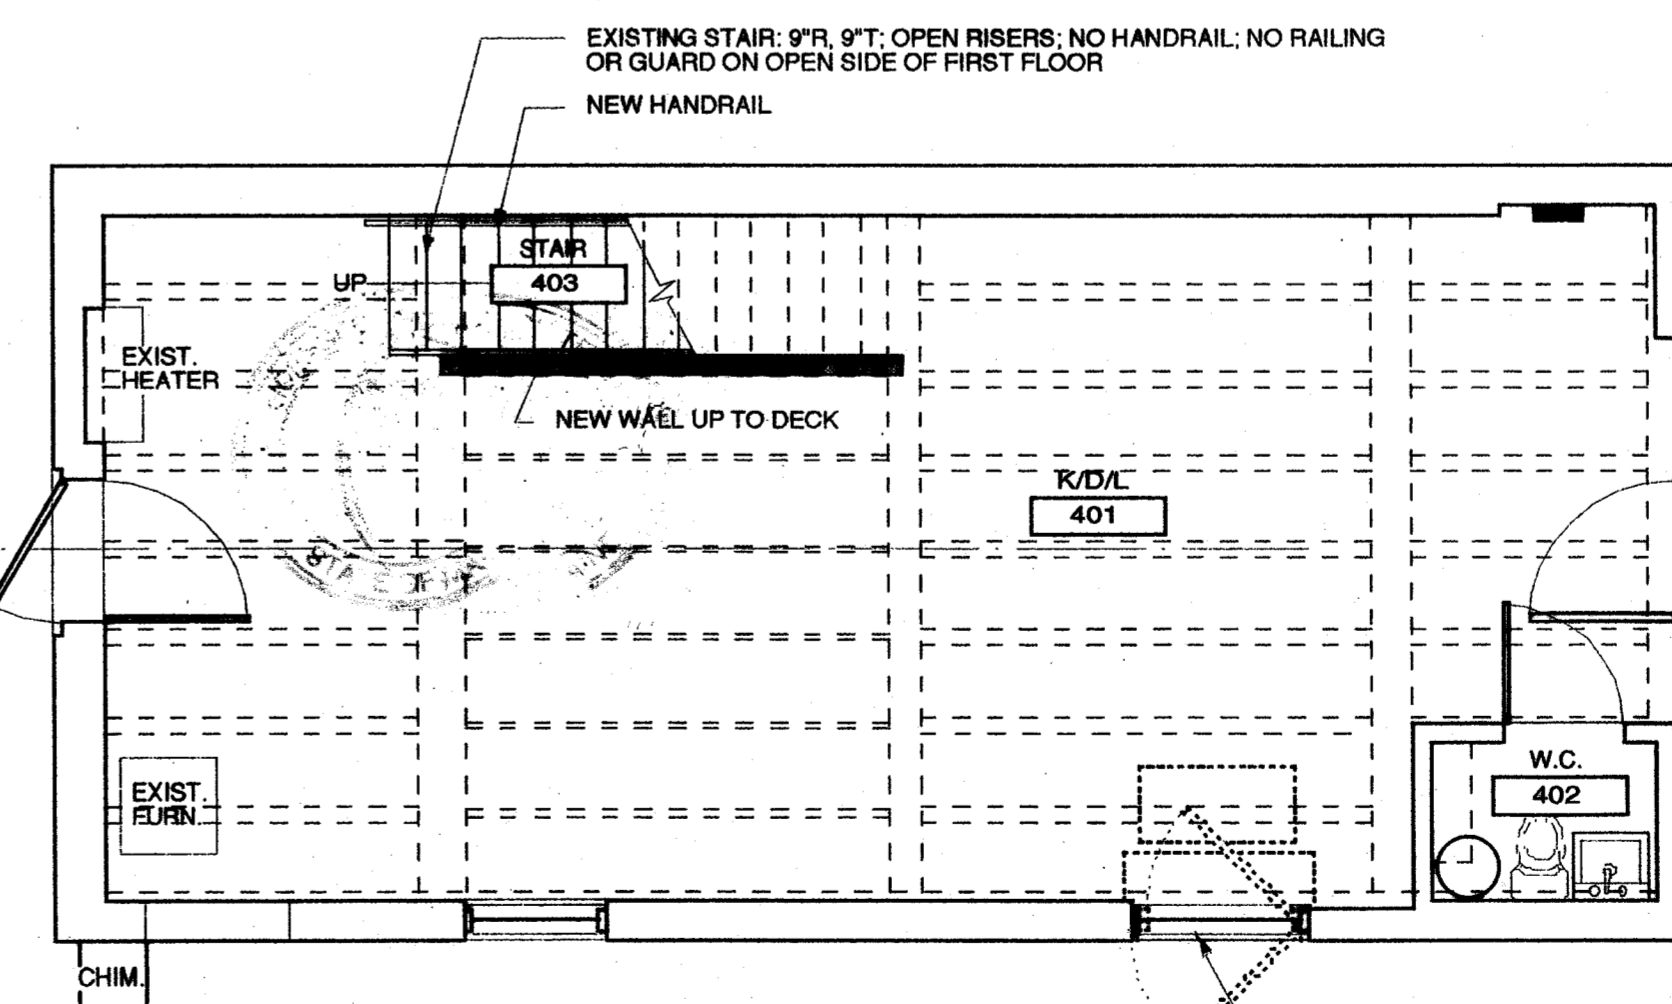 EXISTING STAIR: 9"R, 9"T; OPEN RISERS; NO HANDRAIL; NO RAILING
OR GUARD ON OPEN SIDE OF FIRST FLOOR
NEW HANDRAIL
STAIR
403
UP
EXIST.
HEATER
NEW WALL UP TO DECK
K/D/L
401
EXIST.
FURN.
W.C.
402
CHIM.